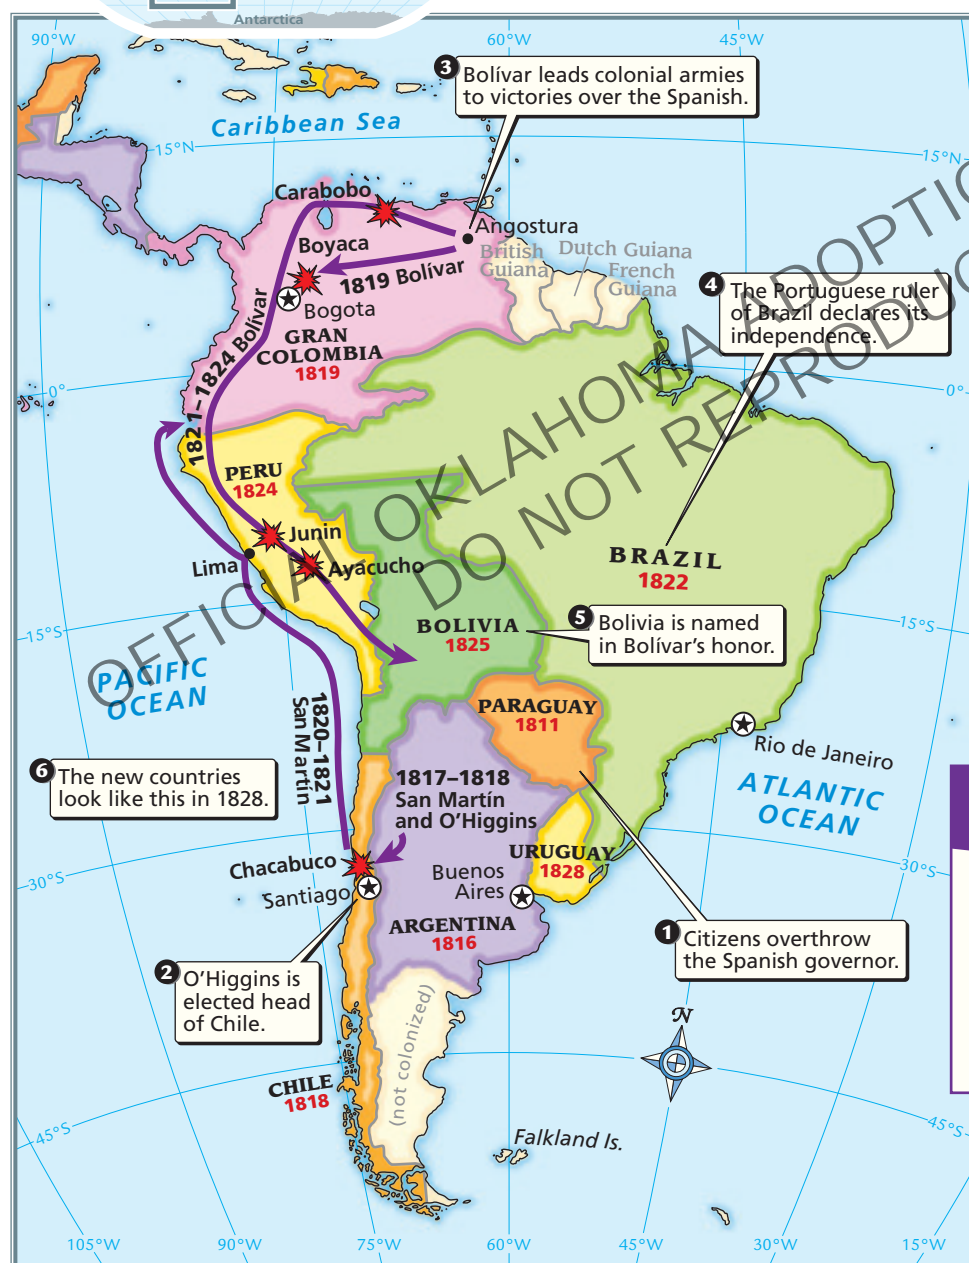 Antarctica
90°W
60°W
45°W
3 Bolívar leads colonial armies
to victories over the Spanish.
Caribbean Sea
15°N
15°N
Carabobo
Angostura
Boyaca
British
Guiana
Dutch Guiana
French
Guiana
1819 Bolívar
Bogota
4 The Portuguese ruler
of Brazil declares its
independence.
GRAN
COLOMBIA
1819
1821–1824 Bolívar
0°
0°
PERU
1824
Junin
Lima
Ayacucho
BRAZIL
1822
OFFICIAL OKLAHOMA ADOPTIO
DO NOT REPRODUC
15°S
15°S
BOLIVIA
1825
5 Bolivia is named
in Bolívar's honor.
PACIFIC
OCEAN
PARAGUAY
1811
1820–1821
San Martín
Rio de Janeiro
6 The new countries
look like this in 1828.
1817–1818
San Martín
and O'Higgins
ATLANTIC
OCEAN
Chacabuco
URUGUAY
1828
30°S
30°S
Santiago
Buenos
Aires
ARGENTINA
1816
1 Citizens overthrow
the Spanish governor.
2 O'Higgins is
elected head
of Chile.
(not colonized)
N
CHILE
1818
45°S
45°S
Falkland Is.
105°W
90°W
75°W
60°W
45°W
30°W
15°W